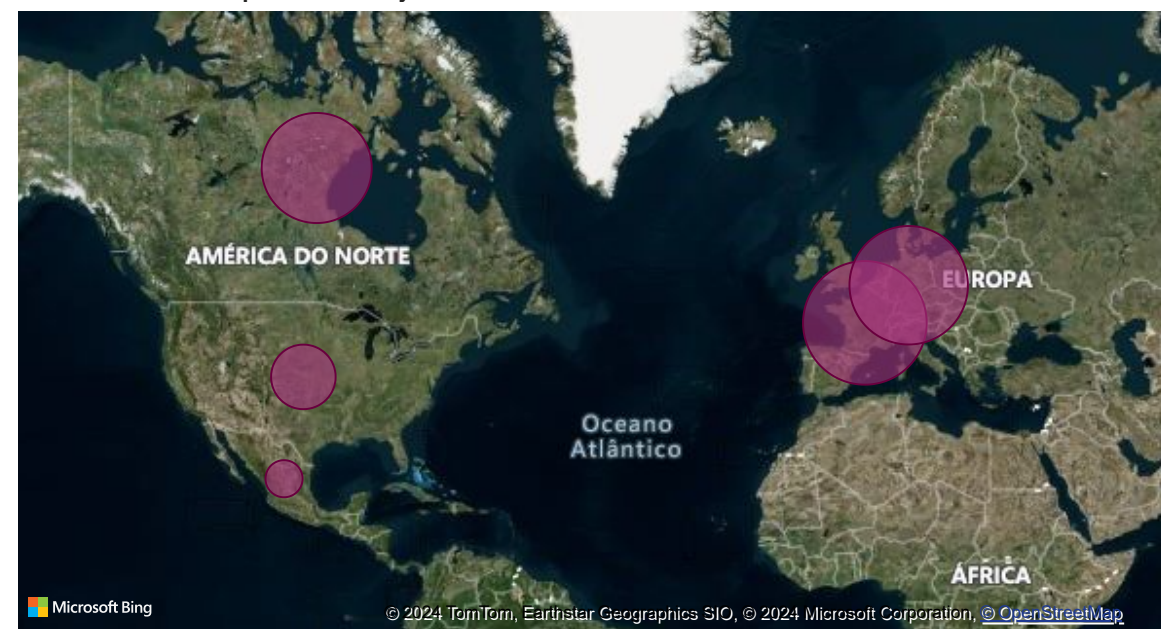 AMÉRICA DO NORTE
EUROPA
Oceano
Atlântico
ÁFRICA
Microsoft Bing
© 2024 TomTom, Earthstar Geographics SIO, © 2024 Microsoft Corporation, © OpenStreetMap